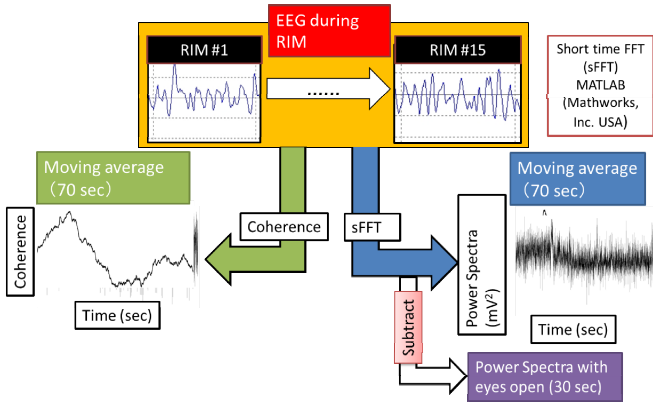 EEG during
RIM
RIM #1
RIM #15
......
Short time FFT
(sFFT)
MATLAB
(Mathworks,
Inc. USA)
Moving average
（70 sec）
Moving average
（70 sec）
Coherence
sFFT
Coherence
Power Spectra
(mV²)
Time (sec)
Time (sec)
Subtract
Power Spectra with
eyes open (30 sec)